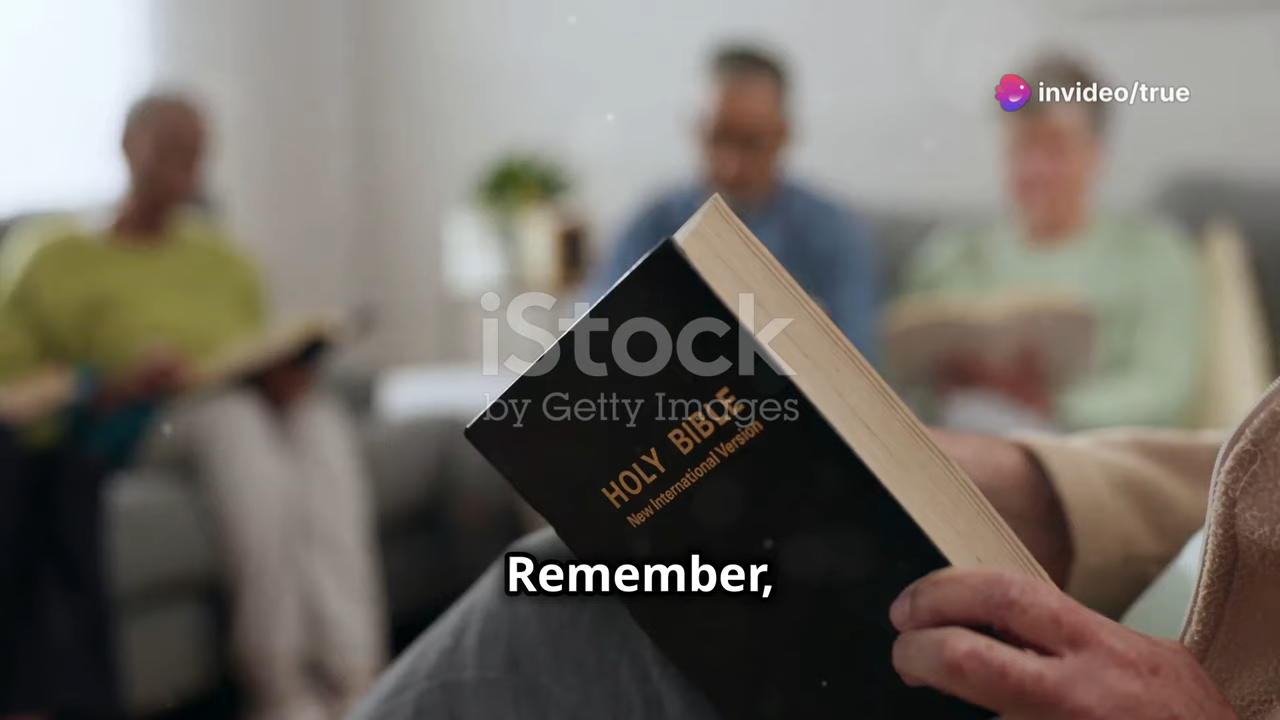 invideo/true
iStock
by Getty Images
HOLY BIBLE
New International Version
Remember,